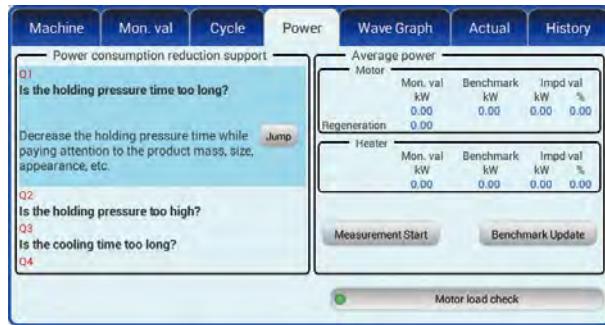 Machine Mon. val Cycle Power Wave Graph Actual History
Power consumption reduction support
Q1
Is the holding pressure time too long?
Decrease the holding pressure time while
paying attention to the product mass, size,
appearance, etc.
Jump
Q2
Is the holding pressure too high?
Q3
Is the cooling time too long?
Q4
Average power
Motor
Mon. val Benchmark Impd val
kW kW kW %
0.00 0.00 0.00 0.00
Regeneration 0.00
Heater
Mon. val Benchmark Impd val
kW kW kW %
0.00 0.00 0.00 0.00
Measurement Start Benchmark Update
Motor load check